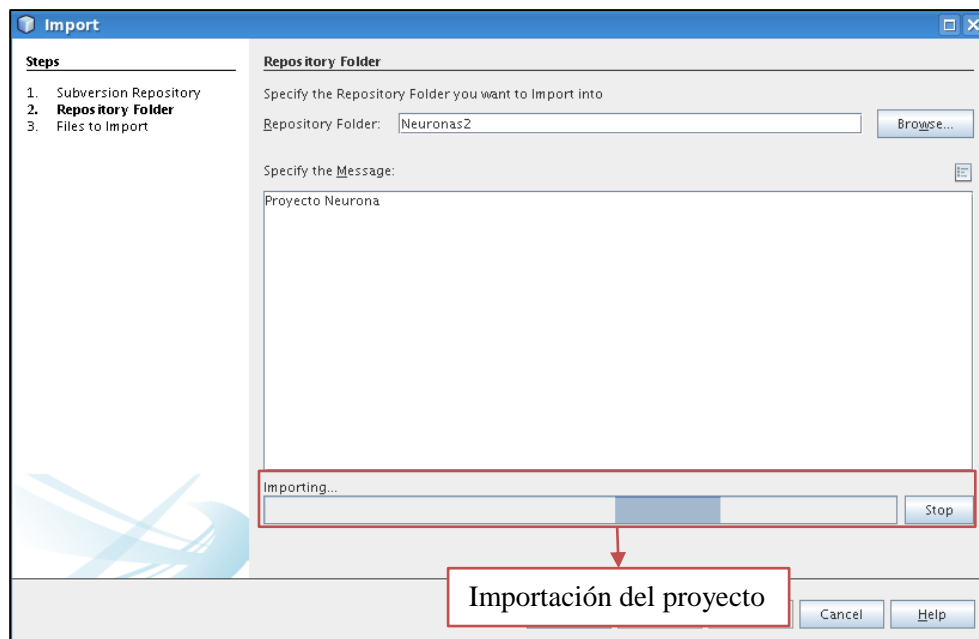 Import
Steps
1. Subversion Repository
2. Repository Folder
3. Files to Import
Repository Folder
Specify the Repository Folder you want to Import into
Repository Folder: Neuronas2 Browse...
Specify the Message:
Proyecto Neurona
Importing...
Stop
Importación del proyecto
Cancel Help